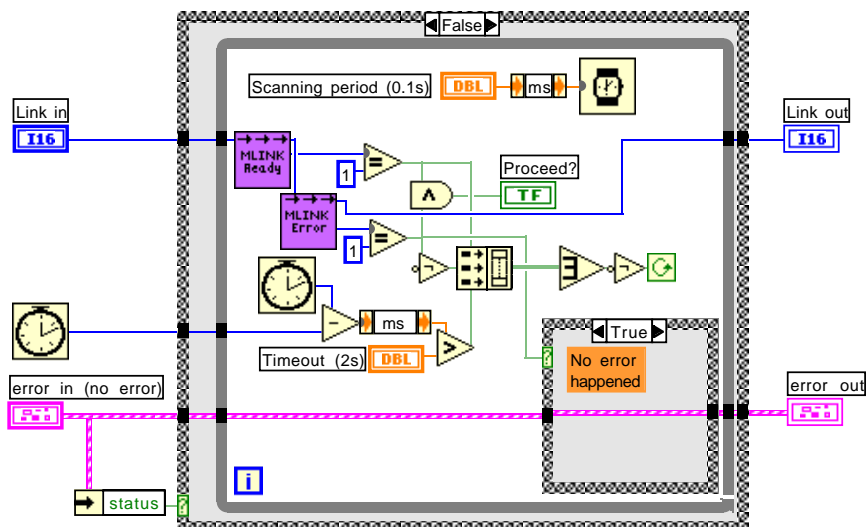 False
Scanning period (0.1s)
DBL
ms
Link in
I16
Link out
I16
MLINK
Ready
=
1
Proceed?
TF
MLINK
Error
=
1
ms
Timeout (2s)
DBL
>
True
No error
happened
?
error in (no error)
error out
i
status
?